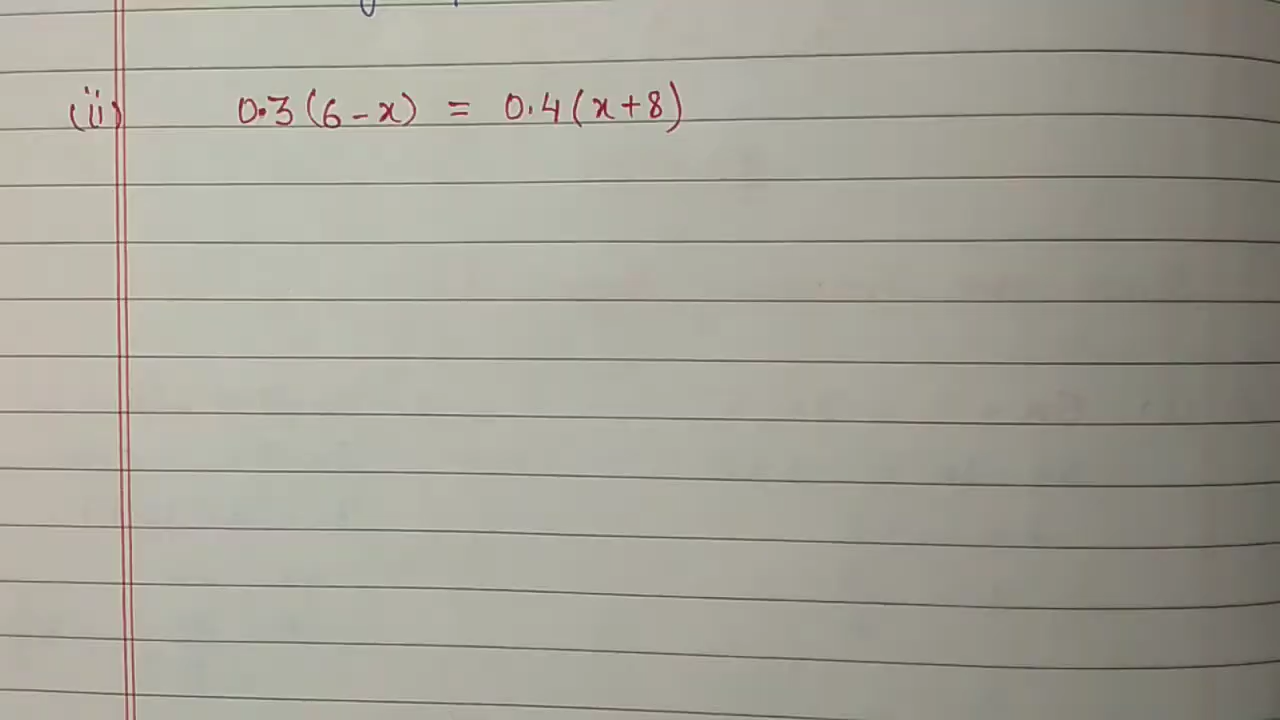 (ii) 0.3(6-x) = 0.4(x+8)